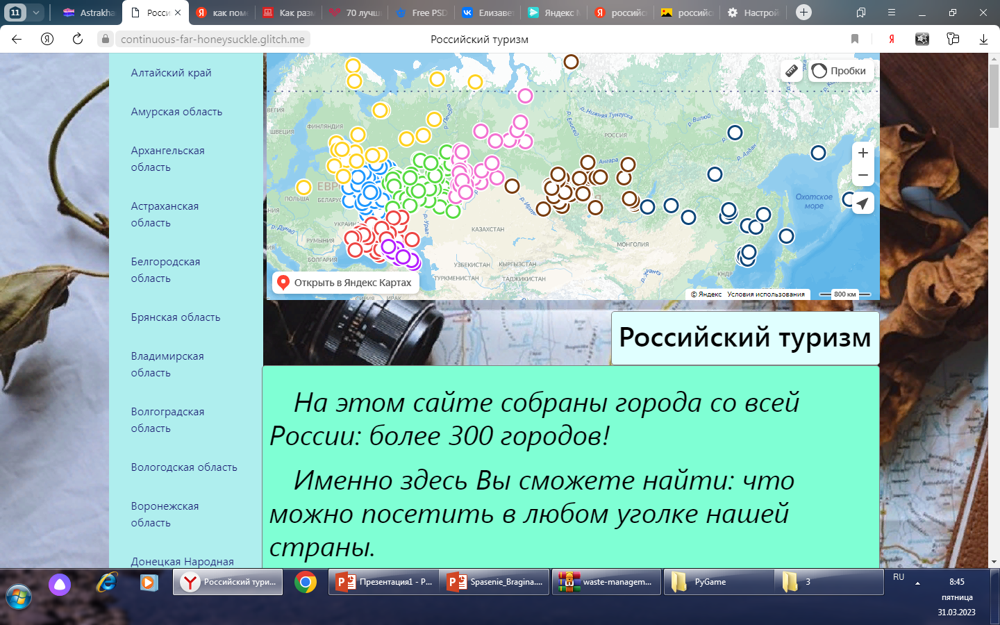 11
Astrakha
Росси
как пом
Как разм
70 лучш
Free PSD
Елизавет
Яндекс М
российс
российс
Настрой
continuous-far-honeysuckle.glitch.me
Российский туризм
Алтайский край
Амурская область
Архангельская
область
Астраханская
область
Белгородская
область
Брянская область
Владимирская
область
Волгоградская
область
Вологодская область
Воронежская
область
Донецкая Народная
Пробки
ШВЕЦИЯ
ФИНЛЯНДИЯ
р. Печора
р. Енисей
р. Нижняя Тунгуска
РОССИЯ
р. Вилюй
р. Алдан
Ангара
ПОЛЬША
БЕЛАРУСЬ
УКРАИНА
р. Дунай
РУМЫНИЯ
БОЛГАРИЯ
р. Урал
КАЗАХСТАН
УЗБЕКИСТАН
КЫРГЫЗСТАН
ТУРКМЕНИСТАН
ТАДЖИКИСТАН
СИРИЯ
ИРАК
МОНГОЛИЯ
КНДР
Охотское
море
Открыть в Яндекс Картах
© Яндекс Условия использования
800 км
Российский туризм
На этом сайте собраны города со всей
России: более 300 городов!
Именно здесь Вы сможете найти: что
можно посетить в любом уголке нашей
страны.
Российский тури...
Презентация1 - P...
Spasenie_Bragina....
waste-managem...
PyGame
3
RU
8:45
пятница
31.03.2023